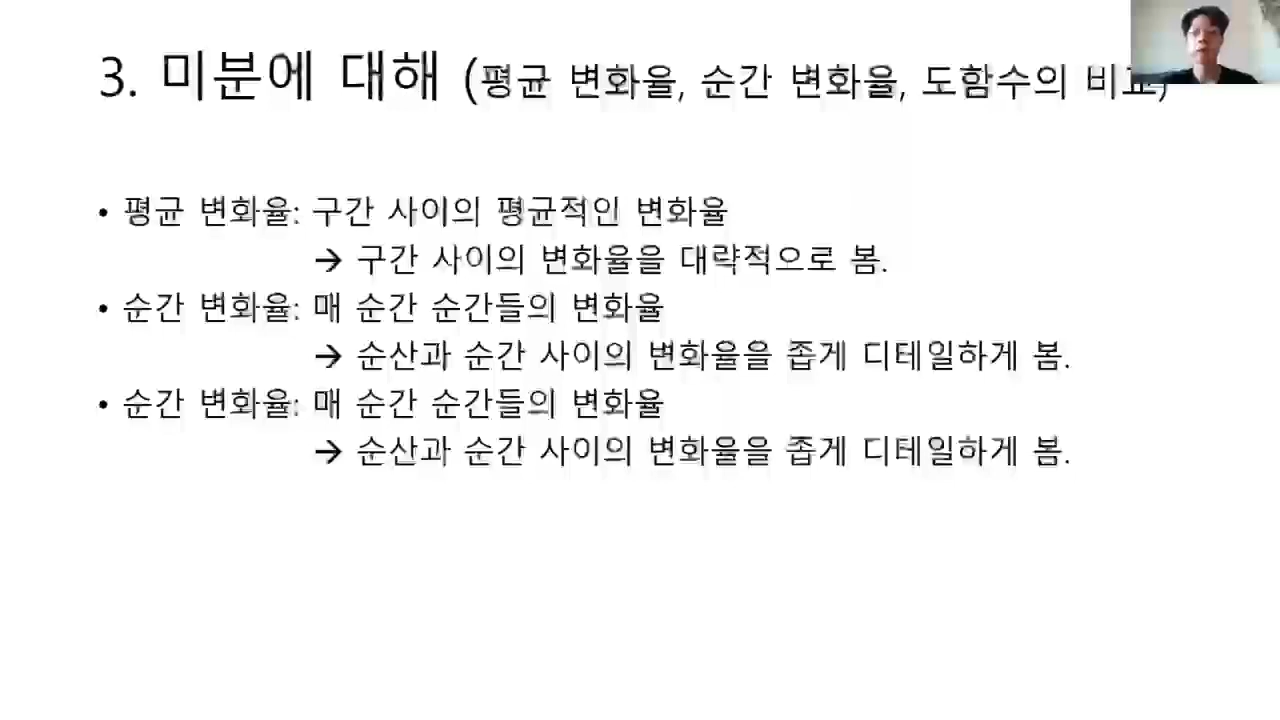 3. 미분에 대해 (평균 변화율, 순간 변화율, 도함수의 비교)
• 평균 변화율: 구간 사이의 평균적인 변화율
→ 구간 사이의 변화율을 대략적으로 봄.
• 순간 변화율: 매 순간 순간들의 변화율
→ 순산과 순간 사이의 변화율을 좁게 디테일하게 봄.
• 순간 변화율: 매 순간 순간들의 변화율
→ 순산과 순간 사이의 변화율을 좁게 디테일하게 봄.